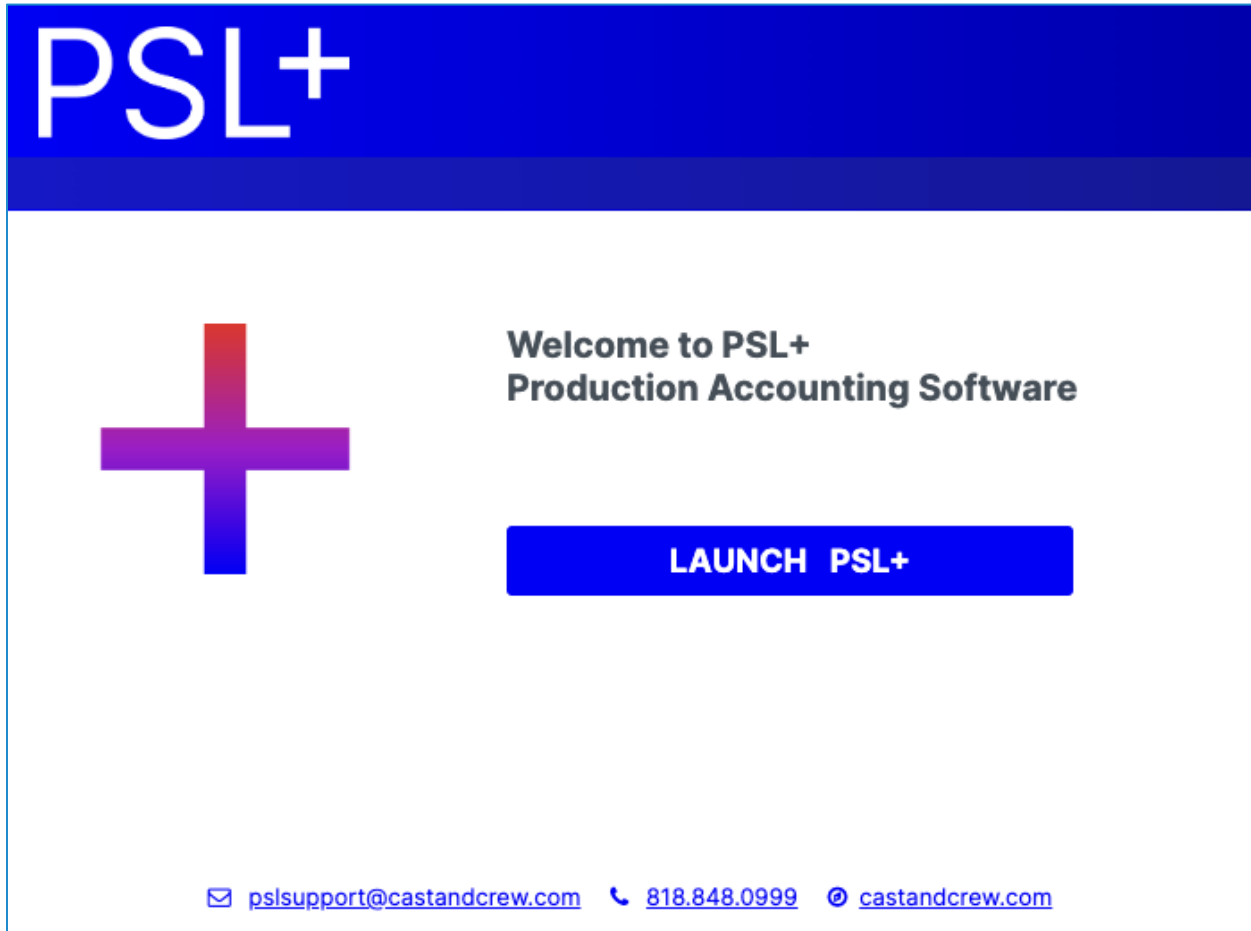 PSL+
Welcome to PSL+
Production Accounting Software
LAUNCH PSL+
pslsupport@castandcrew.com 818.848.0999 castandcrew.com